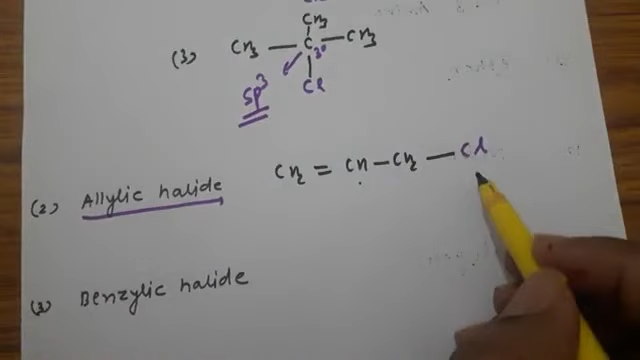 CH3
(3) CH3 — C — CH3
3°
SP³ Cl
(2) Allylic halide CH2 = CH — CH2 — Cl
(3) Benzylic halide